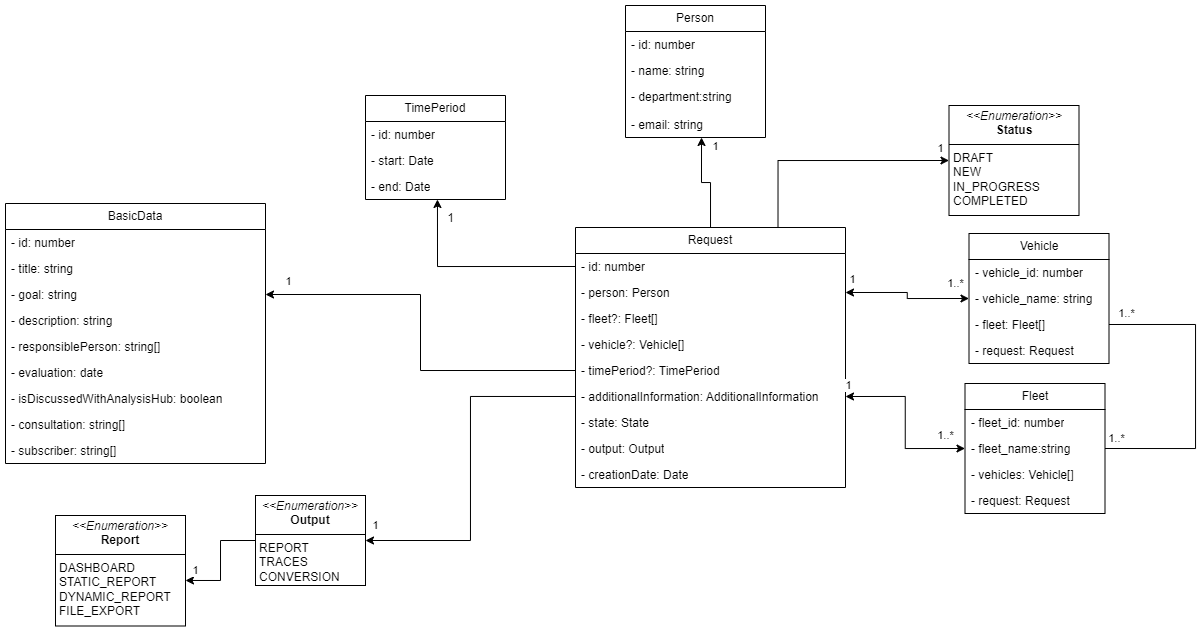 Person
- id: number
- name: string
- department:string
- email: string
1
TimePeriod
- id: number
- start: Date
- end: Date
1
<<Enumeration>>
Status
DRAFT
NEW
IN_PROGRESS
COMPLETED
1
BasicData
- id: number
- title: string
- goal: string
- description: string
- responsiblePerson: string[]
- evaluation: date
- isDiscussedWithAnalysisHub: boolean
- consultation: string[]
- subscriber: string[]
1
Request
- id: number
- person: Person
- fleet?: Fleet[]
- vehicle?: Vehicle[]
- timePeriod?: TimePeriod
- additionalInformation: AdditionalInformation
- state: State
- output: Output
- creationDate: Date
1
1..*
Vehicle
- vehicle_id: number
- vehicle_name: string
- fleet: Fleet[]
- request: Request
1..*
1
1..*
Fleet
- fleet_id: number
- fleet_name:string
- vehicles: Vehicle[]
- request: Request
1..*
<<Enumeration>>
Output
REPORT
TRACES
CONVERSION
1
<<Enumeration>>
Report
DASHBOARD
STATIC_REPORT
DYNAMIC_REPORT
FILE_EXPORT
1